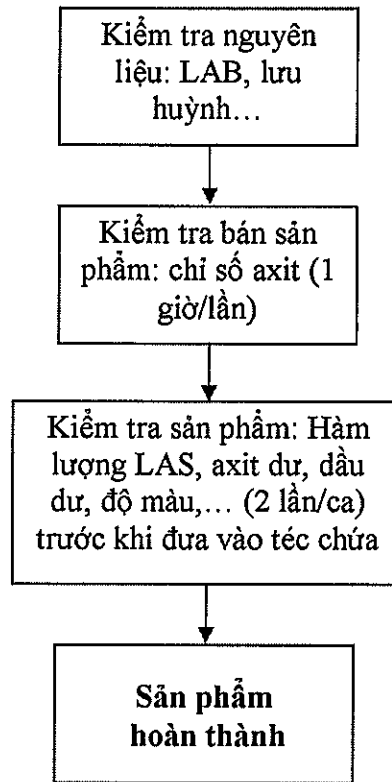 Kiểm tra nguyên
liệu: LAB, lưu
huỳnh...
Kiểm tra bán sản
phẩm: chỉ số axit (1
giờ/lần)
Kiểm tra sản phẩm: Hàm
lượng LAS, axit dư, dầu
dư, độ màu,... (2 lần/ca)
trước khi đưa vào téc chứa
Sản phẩm
hoàn thành